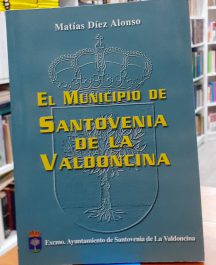 Matías Díez Alonso
EL MUNICIPIO DE
SANTOVENIA
DE LA
VALDONCINA
Excmo. Ayuntamiento de Santovenia de La Valdoncina